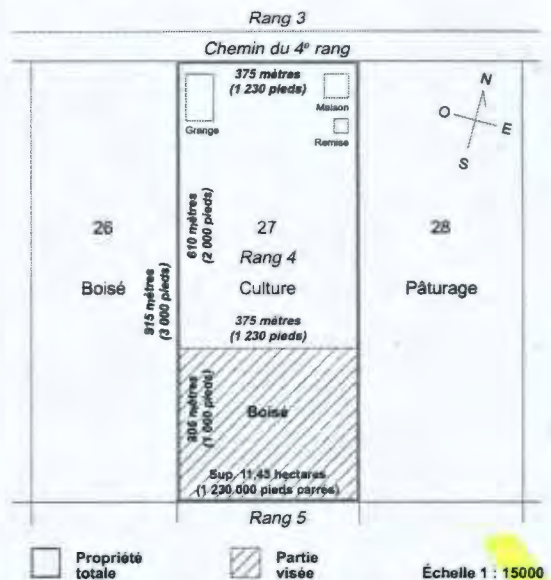 Rang 3
Chemin du 4e rang
375 mètres
(1 230 pieds)
Grange
Maison
Remise
N
O
E
S
610 mètres
(2 000 pieds)
26
27
28
Rang 4
Boisé
Culture
Pâturage
915 mètres
(3 000 pieds)
375 mètres
(1 230 pieds)
(1 000 pieds)
Boisé
Sup. 11,43 hectares
(1 230 000 pieds carrés)
Rang 5
Propriété
totale
Partie
visée
Échelle 1 : 15000